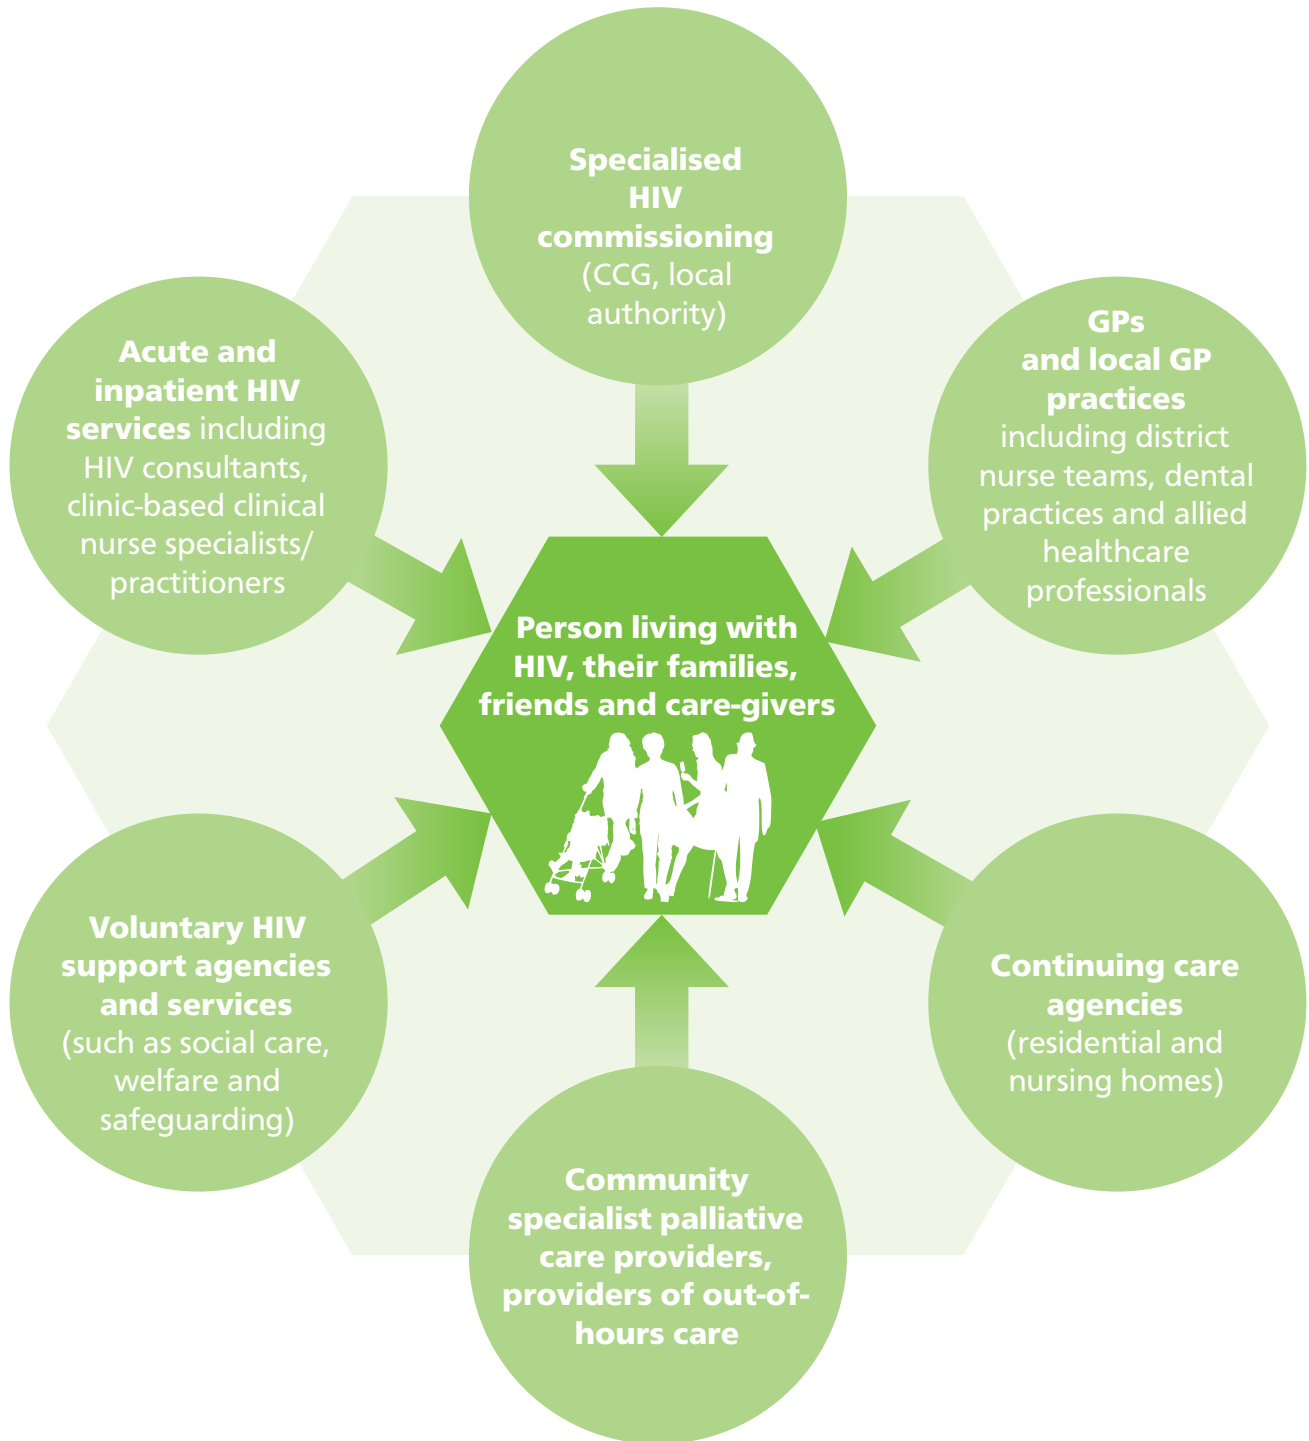 Specialised
HIV
commissioning
(CCG, local
authority)
Acute and
inpatient HIV
services including
HIV consultants,
clinic-based clinical
nurse specialists/
practitioners
GPs
and local GP
practices
including district
nurse teams, dental
practices and allied
healthcare
professionals
Person living with
HIV, their families,
friends and care-givers
Voluntary HIV
support agencies
and services
(such as social care,
welfare and
safeguarding)
Continuing care
agencies
(residential and
nursing homes)
Community
specialist palliative
care providers,
providers of out-of-
hours care